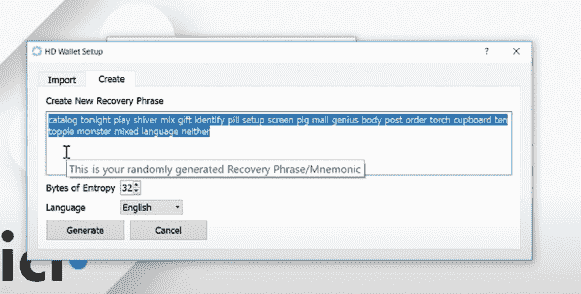 HD Wallet Setup
Import Create
Create New Recovery Phrase
catalog tonight play shiver mix gift identify pill setup screen pig mail genius body post order torch cupboard ten
topple monster mixed language neither
This is your randomly generated Recovery Phrase/Mnemonic
Bytes of Entropy 32
Language English
Generate Cancel
ici